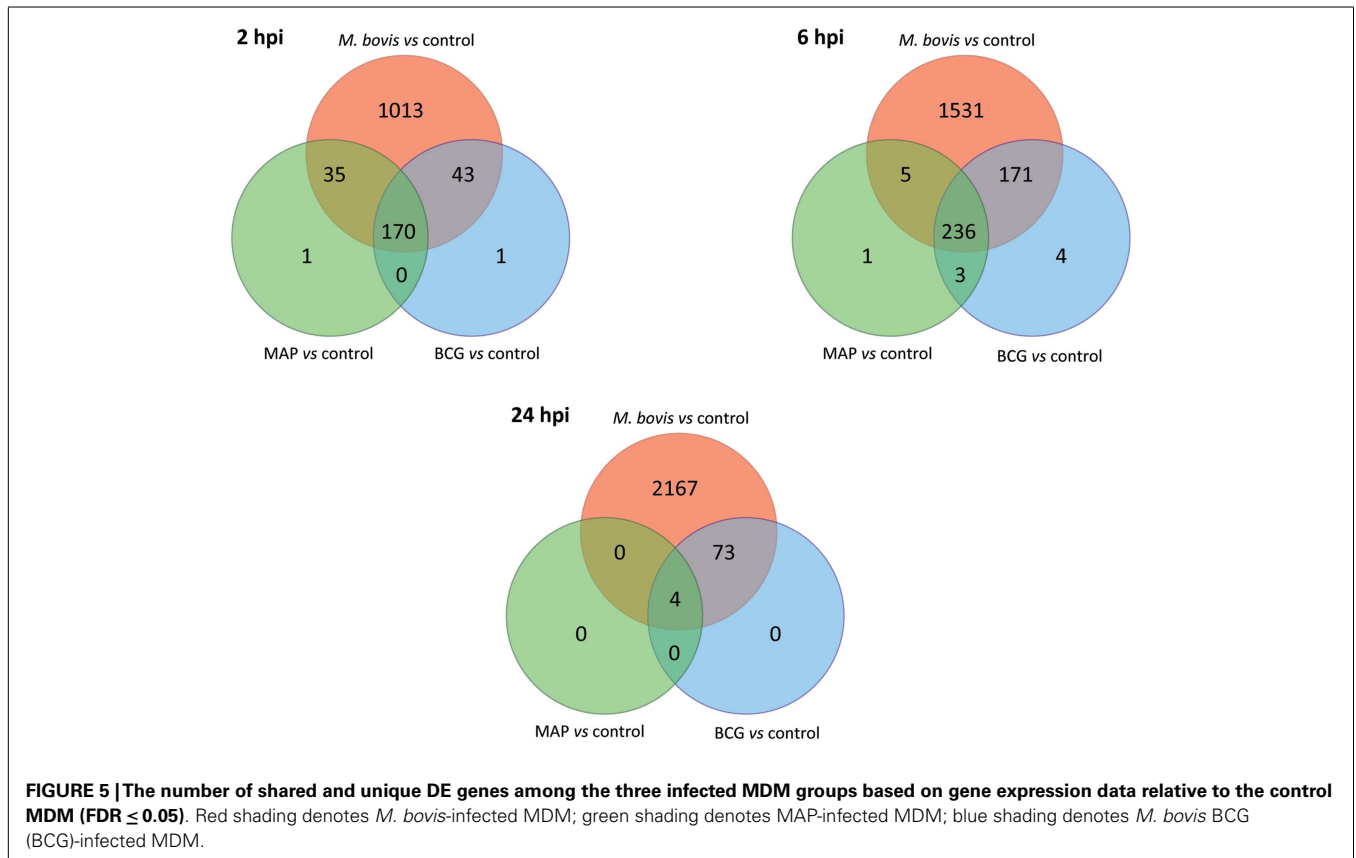 2 hpi
M. bovis vs control
1013
35
43
170
1
0
1
MAP vs control
BCG vs control
6 hpi
M. bovis vs control
1531
5
171
236
1
3
4
MAP vs control
BCG vs control
24 hpi
M. bovis vs control
2167
0
73
4
0
0
0
MAP vs control
BCG vs control
FIGURE 5 | The number of shared and unique DE genes among the three infected MDM groups based on gene expression data relative to the control
MDM (FDR ≤ 0.05). Red shading denotes M. bovis-infected MDM; green shading denotes MAP-infected MDM; blue shading denotes M. bovis BCG
(BCG)-infected MDM.